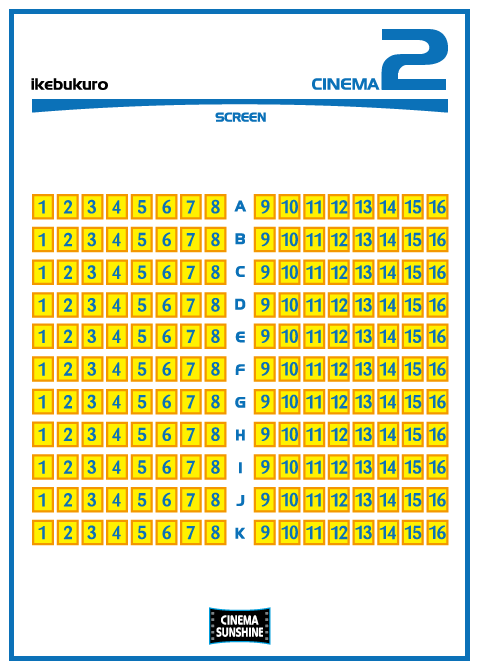 ikebukuro CINEMA 2
SCREEN
1 2 3 4 5 6 7 8 A 9 10 11 12 13 14 15 16
1 2 3 4 5 6 7 8 B 9 10 11 12 13 14 15 16
1 2 3 4 5 6 7 8 C 9 10 11 12 13 14 15 16
1 2 3 4 5 6 7 8 D 9 10 11 12 13 14 15 16
1 2 3 4 5 6 7 8 E 9 10 11 12 13 14 15 16
1 2 3 4 5 6 7 8 F 9 10 11 12 13 14 15 16
1 2 3 4 5 6 7 8 G 9 10 11 12 13 14 15 16
1 2 3 4 5 6 7 8 H 9 10 11 12 13 14 15 16
1 2 3 4 5 6 7 8 I 9 10 11 12 13 14 15 16
1 2 3 4 5 6 7 8 J 9 10 11 12 13 14 15 16
1 2 3 4 5 6 7 8 K 9 10 11 12 13 14 15 16
CINEMA
SUNSHINE